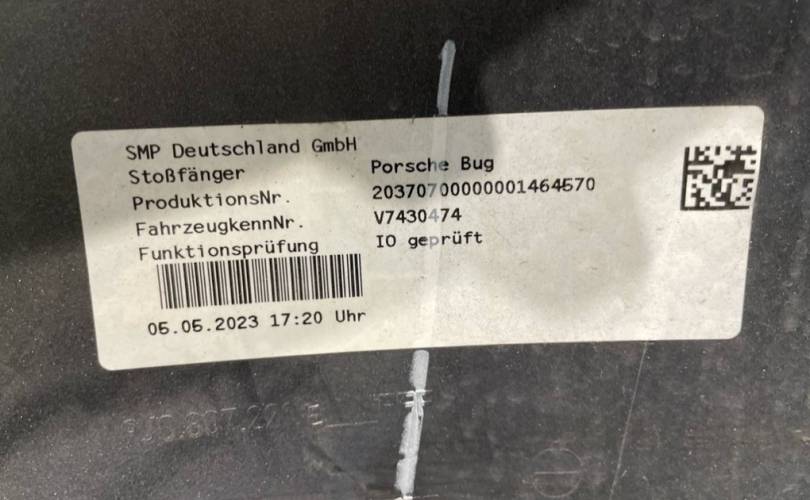 SMP Deutschland GmbH
Stoßfänger Porsche Bug
ProduktionsNr. 20370700000001464570
FahrzeugkennNr. V7430474
Funktionsprüfung IO geprüft
05.05.2023 17:20 Uhr